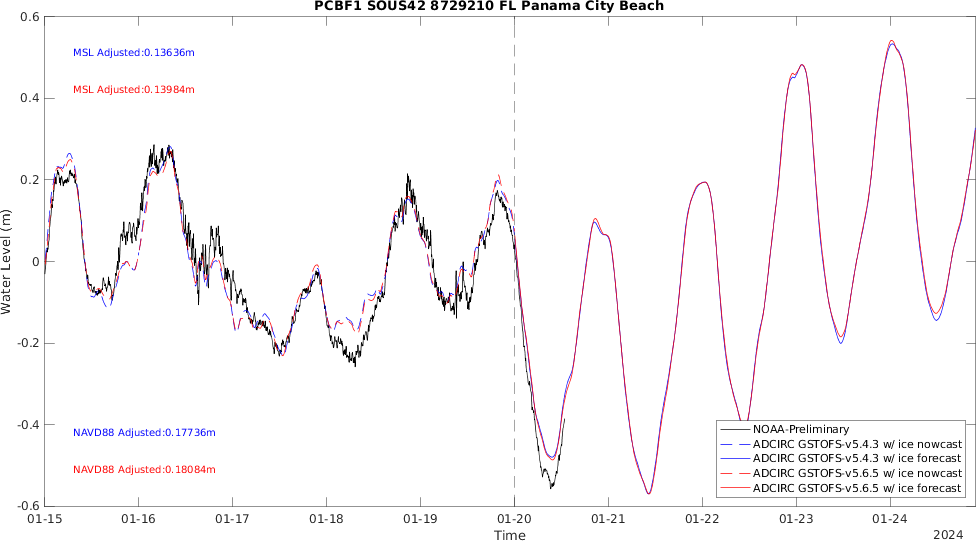 PCBF1 SOUS42 8729210 FL Panama City Beach
0.6
0.4
0.2
0
-0.2
-0.4
-0.6
Water Level (m)
MSL Adjusted:0.13636m
MSL Adjusted:0.13984m
NAVD88 Adjusted:0.17736m
NAVD88 Adjusted:0.18084m
NOAA-Preliminary
ADCIRC GSTOFS-v5.4.3 w/ ice nowcast
ADCIRC GSTOFS-v5.4.3 w/ ice forecast
ADCIRC GSTOFS-v5.6.5 w/ ice nowcast
ADCIRC GSTOFS-v5.6.5 w/ ice forecast
01-15 01-16 01-17 01-18 01-19 01-20 01-21 01-22 01-23 01-24
Time
2024